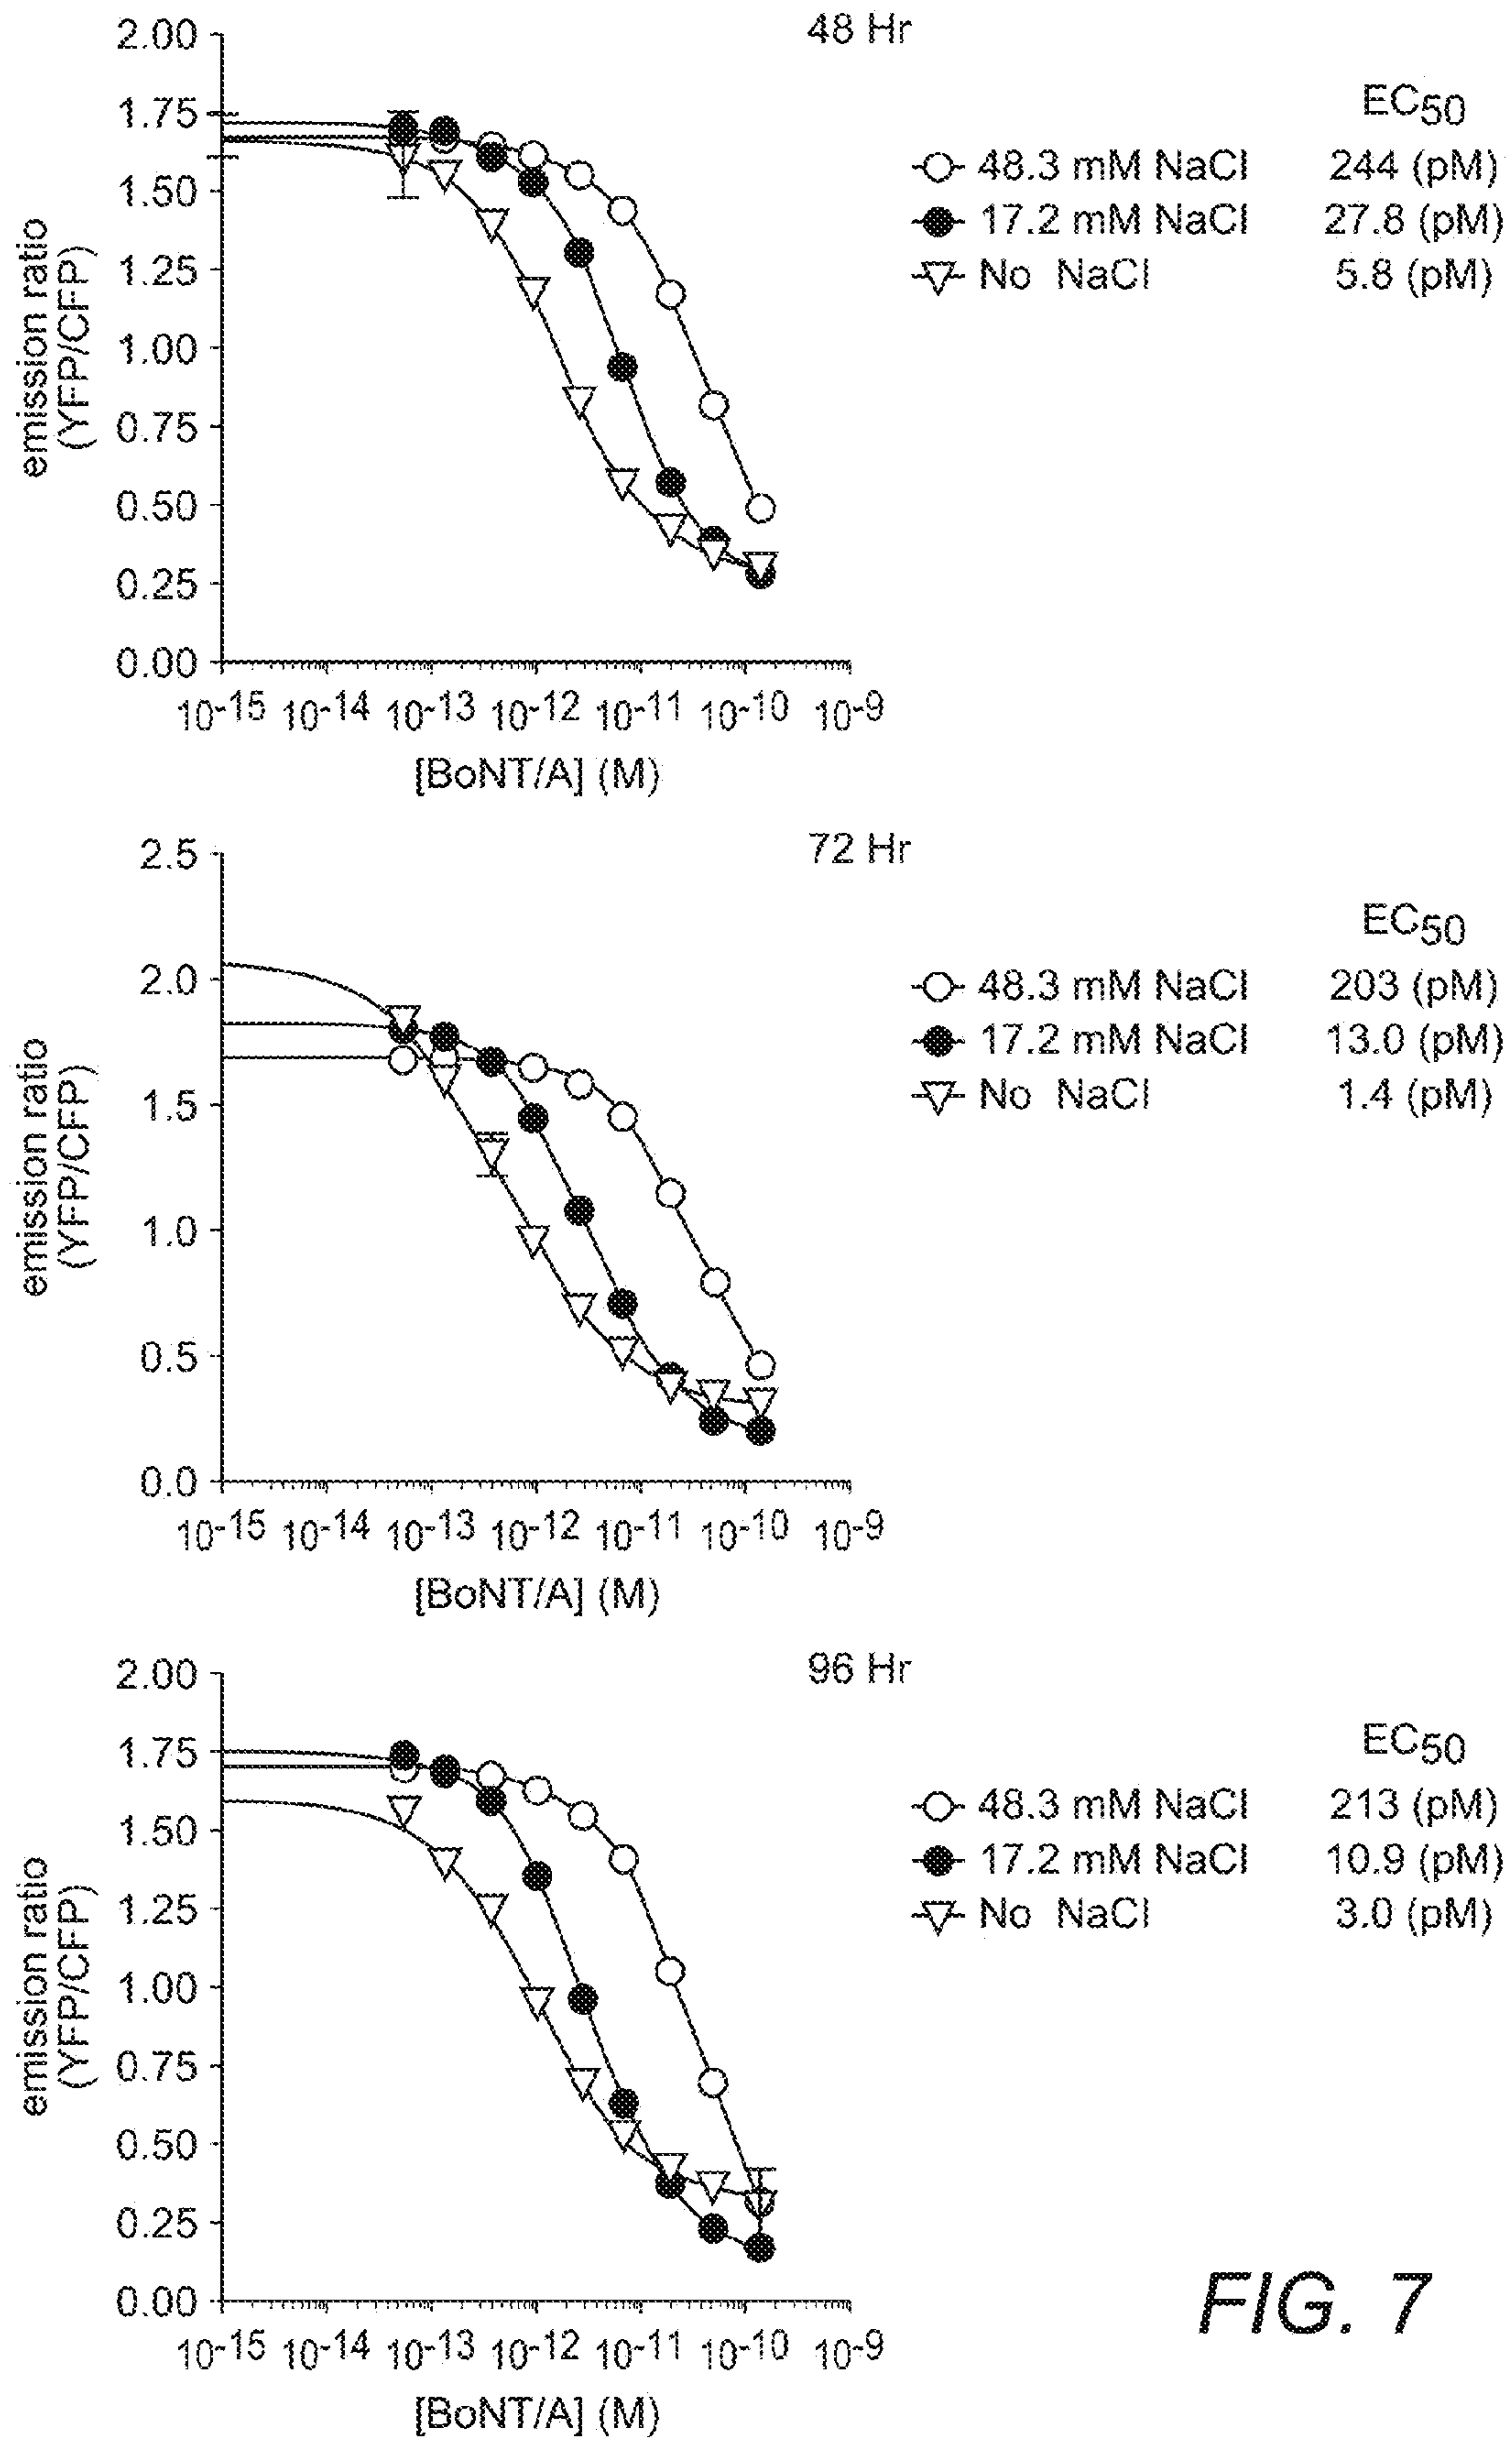 48 Hr
2.00
1.75
1.50
1.25
1.00
0.75
0.50
0.25
0.00
emission ratio
(YFP/CFP)
10-15 10-14 10-13 10-12 10-11 10-10 10-9
[BoNT/A] (M)
EC50
48.3 mM NaCl 244 (pM)
17.2 mM NaCl 27.8 (pM)
No NaCl 5.8 (pM)
72 Hr
2.5
2.0
1.5
1.0
0.5
0.0
emission ratio
(YFP/CFP)
10-15 10-14 10-13 10-12 10-11 10-10 10-9
[BoNT/A] (M)
EC50
48.3 mM NaCl 203 (pM)
17.2 mM NaCl 13.0 (pM)
No NaCl 1.4 (pM)
96 Hr
2.00
1.75
1.50
1.25
1.00
0.75
0.50
0.25
0.00
emission ratio
(YFP/CFP)
10-15 10-14 10-13 10-12 10-11 10-10 10-9
[BoNT/A] (M)
EC50
48.3 mM NaCl 213 (pM)
17.2 mM NaCl 10.9 (pM)
No NaCl 3.0 (pM)
FIG. 7